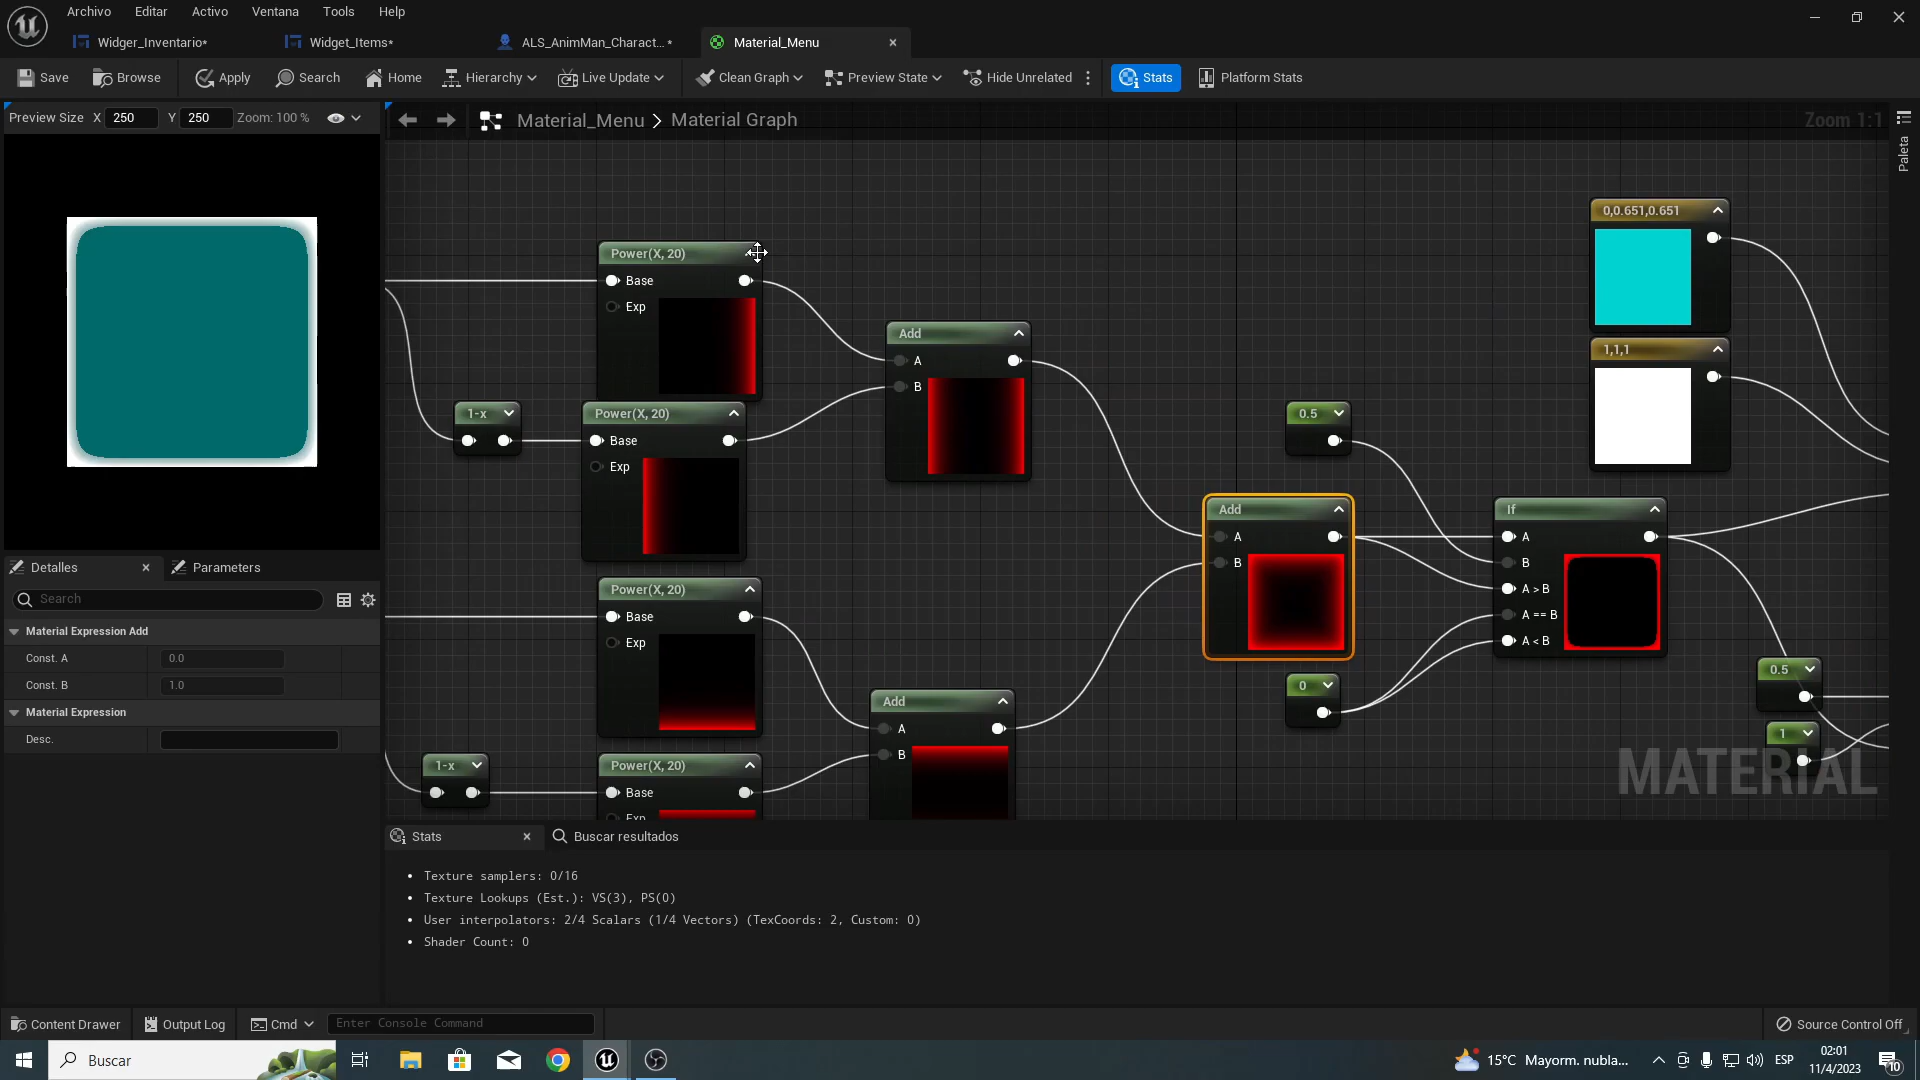 Archivo Editar Activo Ventana Tools Help
Widger_Inventario* Widget_Items* ALS_AnimMan_Charact... * Material_Menu
Save Browse Apply Search Home Hierarchy Live Update Clean Graph Preview State Hide Unrelated Stats Platform Stats
Preview Size X 250 Y 250 Zoom: 100 %
Material_Menu > Material Graph
Zoom 1:1
Paleta
Power(X, 20)
Base
Exp
1-x
Power(X, 20)
Base
Exp
Add
A
B
0,0.651,0.651
1,1,1
0.5
Add
A
B
If
A
B
A > B
A == B
A < B
0
0.5
1
Power(X, 20)
Base
Exp
1-x
Power(X, 20)
Base
Exp
Add
A
B
MATERIAL
Detalles Parameters
Search
Material Expression Add
Const. A 0.0
Const. B 1.0
Material Expression
Desc.
Stats Buscar resultados
Texture samplers: 0/16
Texture Lookups (Est.): VS(3), PS(0)
User interpolators: 2/4 Scalars (1/4 Vectors) (TexCoords: 2, Custom: 0)
Shader Count: 0
Content Drawer Output Log Cmd Enter Console Command Source Control Off
Buscar 15°C Mayorm. nubla... ESP 02:01
11/4/2023 10